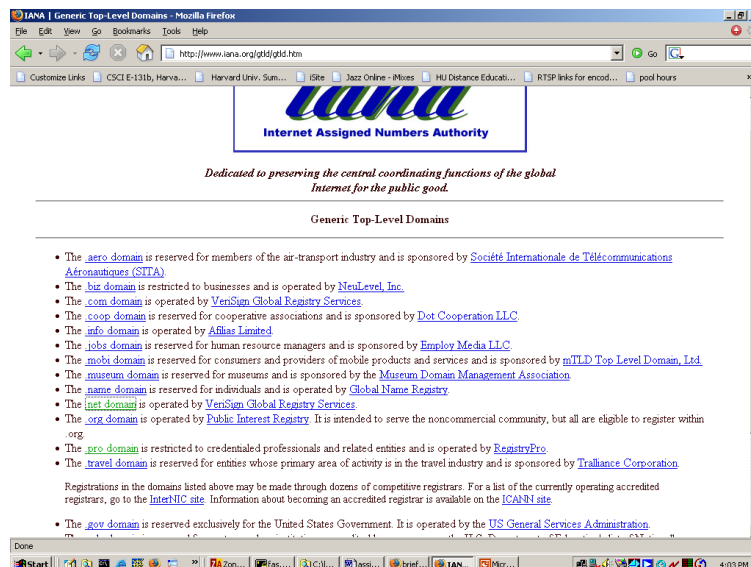 IANA | Generic Top-Level Domains - Mozilla Firefox
File Edit View Go Bookmarks Tools Help
http://www.iana.org/gtld/gtld.htm Go G
Customize Links CSCI E-131b, Harva... Harvard Univ. Sum... iSite Jazz Online - iMixes HU Distance Educati... RTSP links for encod... pool hours
iana
Internet Assigned Numbers Authority
Dedicated to preserving the central coordinating functions of the global
Internet for the public good.
Generic Top-Level Domains
• The .aero domain is reserved for members of the air-transport industry and is sponsored by Société Internationale de Télécommunications
Aéronautiques (SITA).
• The .biz domain is restricted to businesses and is operated by NeuLevel, Inc.
• The .com domain is operated by VeriSign Global Registry Services.
• The .coop domain is reserved for cooperative associations and is sponsored by Dot Cooperation LLC.
• The .info domain is operated by Afilias Limited.
• The .jobs domain is reserved for human resource managers and is sponsored by Employ Media LLC.
• The .mobi domain is reserved for consumers and providers of mobile products and services and is sponsored by mTLD Top Level Domain, Ltd.
• The .museum domain is reserved for museums and is sponsored by the Museum Domain Management Association.
• The .name domain is reserved for individuals and is operated by Global Name Registry.
• The .net domain is operated by VeriSign Global Registry Services.
• The .org domain is operated by Public Interest Registry. It is intended to serve the noncommercial community, but all are eligible to register within
.org.
• The .pro domain is restricted to credentialed professionals and related entities and is operated by RegistryPro.
• The .travel domain is reserved for entities whose primary area of activity is in the travel industry and is sponsored by Tralliance Corporation.
Registrations in the domains listed above may be made through dozens of competitive registrars. For a list of the currently operating accredited
registrars, go to the InterNIC site. Information about becoming an accredited registrar is available on the ICANN site.
• The .gov domain is reserved exclusively for the United States Government. It is operated by the US General Services Administration.
Done
Start » Zon... fas.... C:\l... assi... brief... IAN... Micr... 4:03 PM